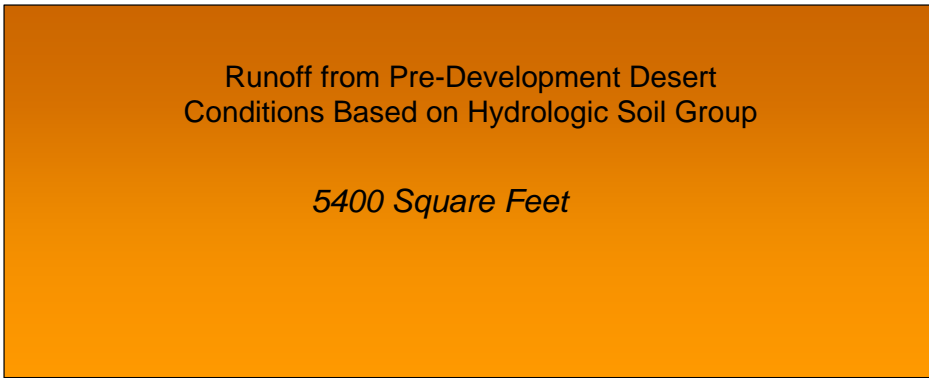 Runoff from Pre-Development Desert
Conditions Based on Hydrologic Soil Group
5400 Square Feet